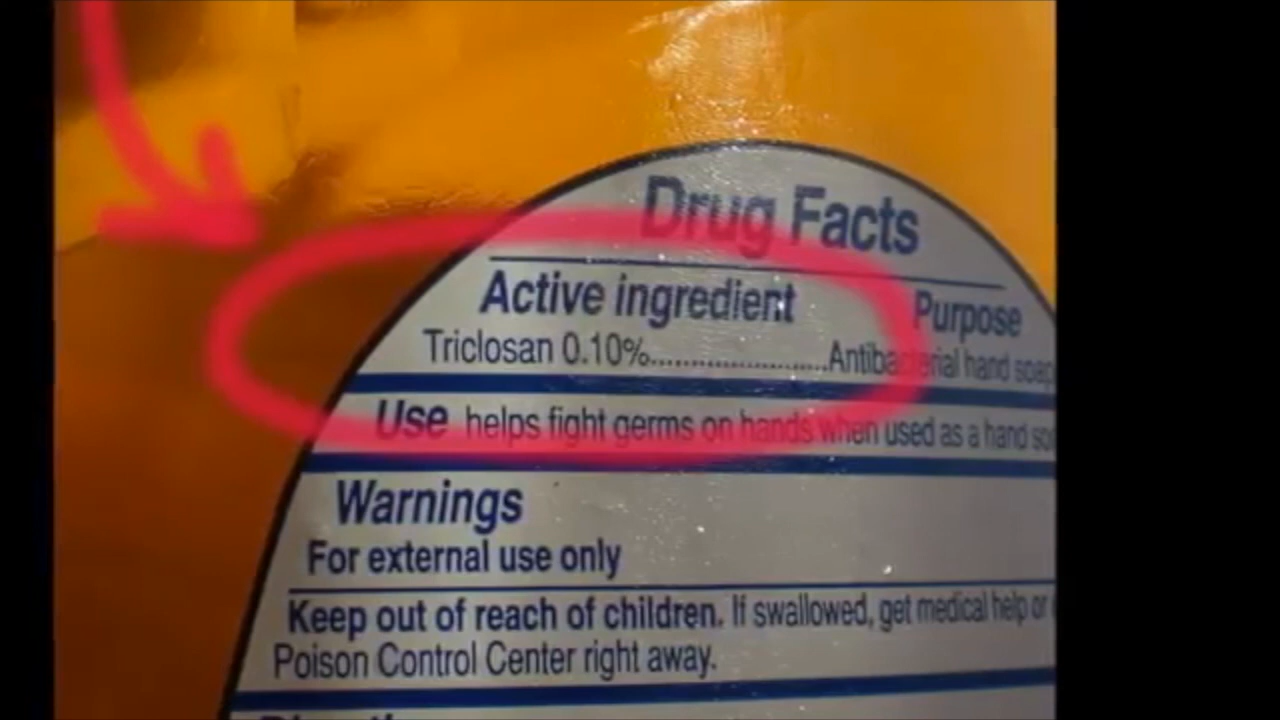 Drug Facts
Active ingredient Purpose
Triclosan 0.10%......................Antibacterial hand soap
Use helps fight germs on hands when used as a hand
Warnings
For external use only
Keep out of reach of children. If swallowed, get medical help or
Poison Control Center right away.